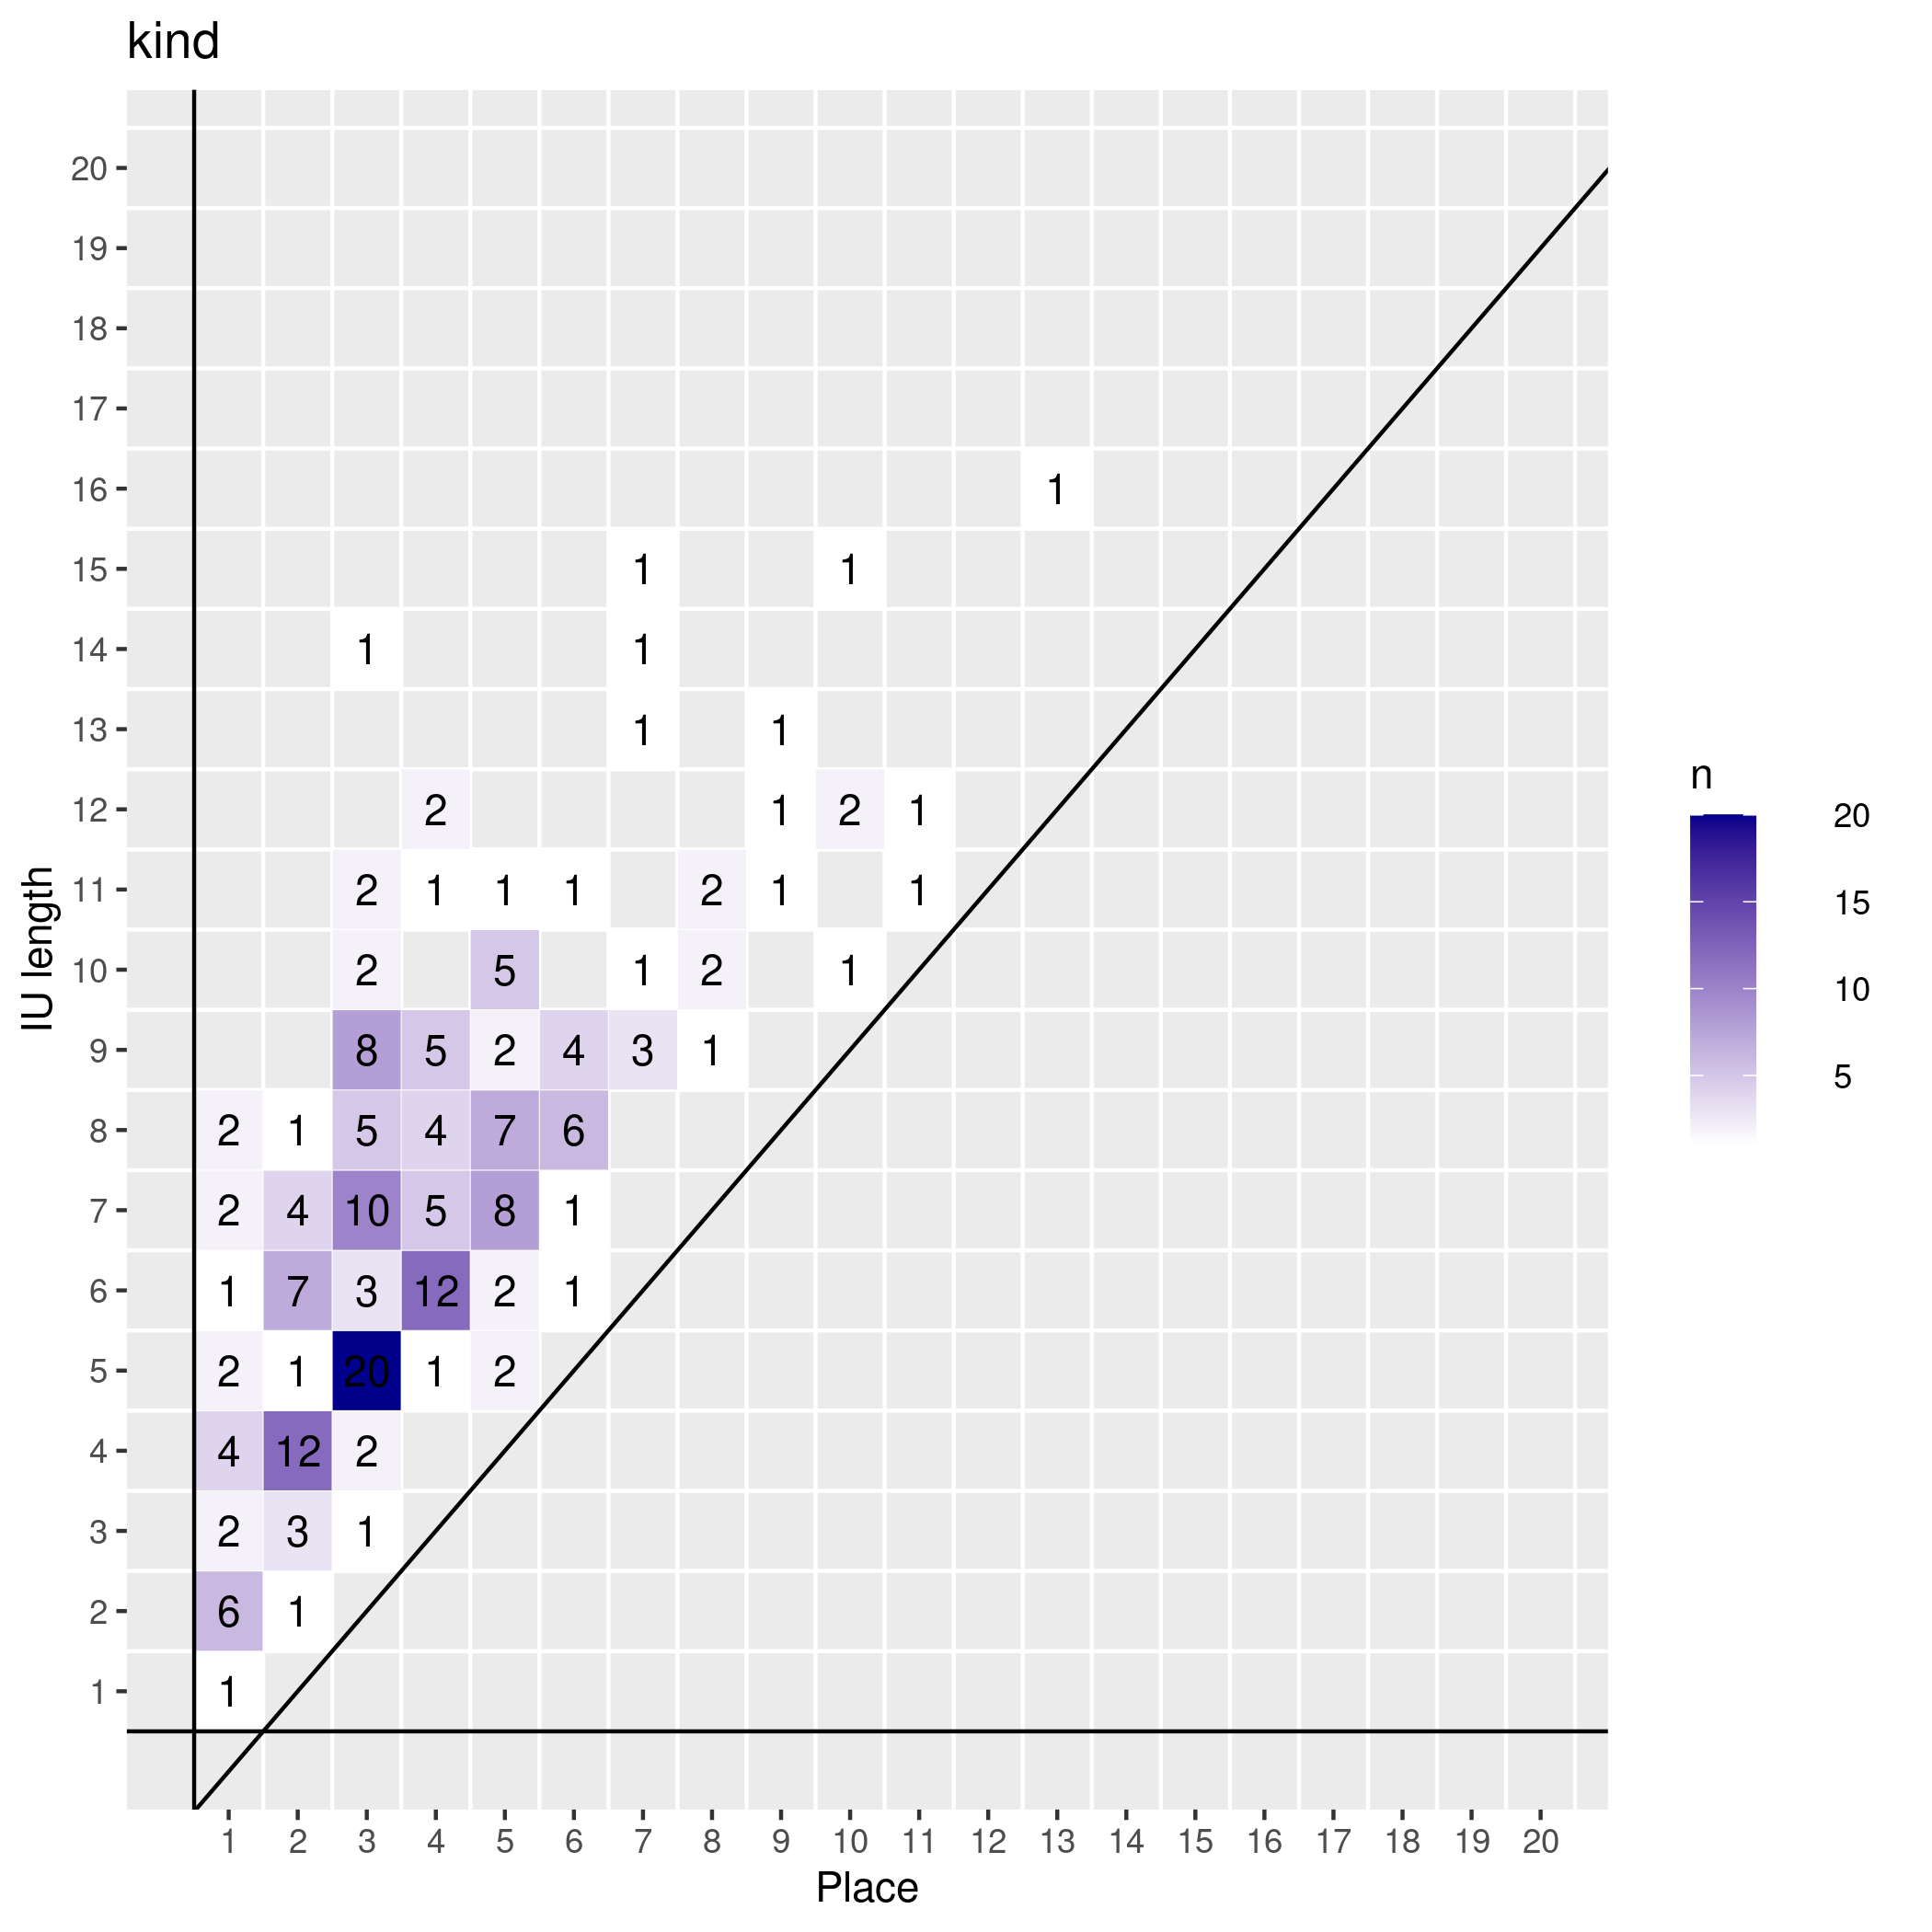 kind
20
19
18
17
16 1
15 1 1
14 1 1
13 1 1
12 2 1 2 1
11 2 1 1 1 2 1 1
10 2 5 1 2 1
9 8 5 2 4 3 1
8 2 1 5 4 7 6
7 2 4 10 5 8 1
6 1 7 3 12 2 1
5 2 1 20 1 2
4 4 12 2
3 2 3 1
2 6 1
1 1
1 2 3 4 5 6 7 8 9 10 11 12 13 14 15 16 17 18 19 20
Place
IU length
n
20
15
10
5